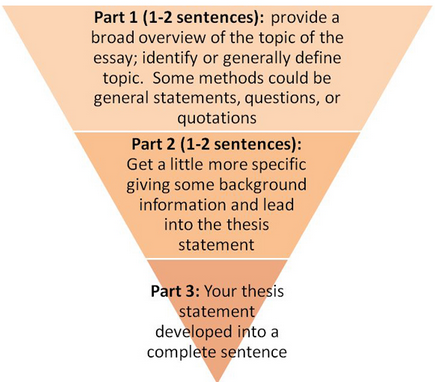 Part 1 (1-2 sentences): provide a
broad overview of the topic of the
essay; identify or generally define
topic. Some methods could be
general statements, questions, or
quotations
Part 2 (1-2 sentences):
Get a little more specific
giving some background
information and lead
into the thesis
statement
Part 3: Your thesis
statement
developed into a
complete sentence